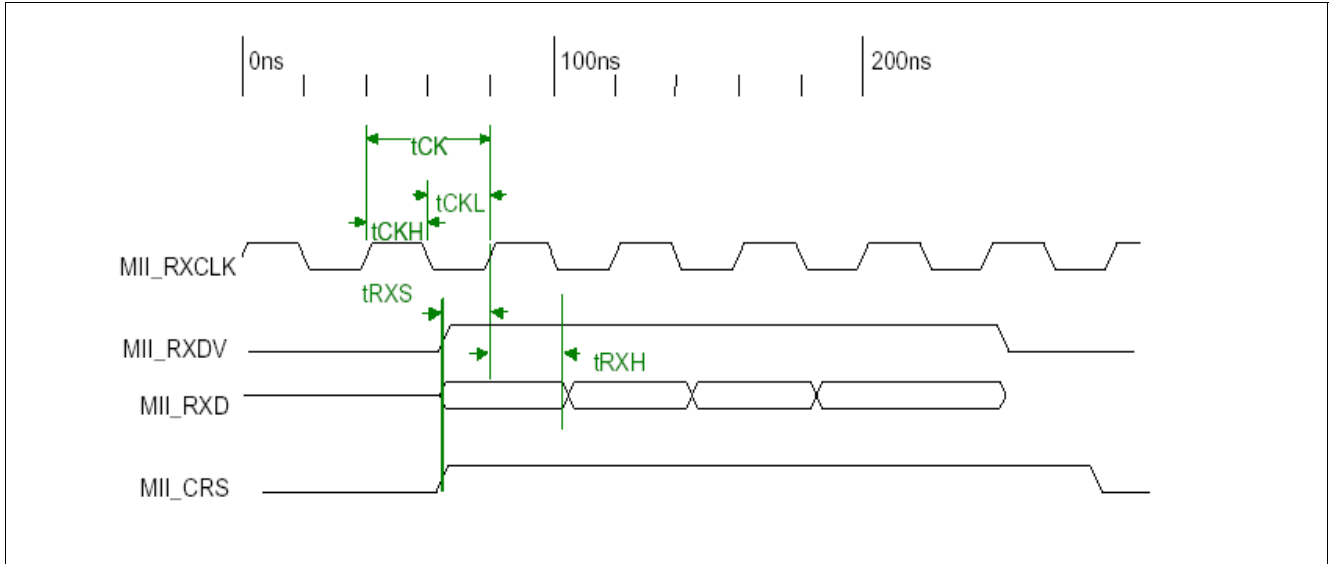 0ns 100ns 200ns
tCK
tCKL
tCKH
MII_RXCLK
tRXS
MII_RXDV
tRXH
MII_RXD
MII_CRS